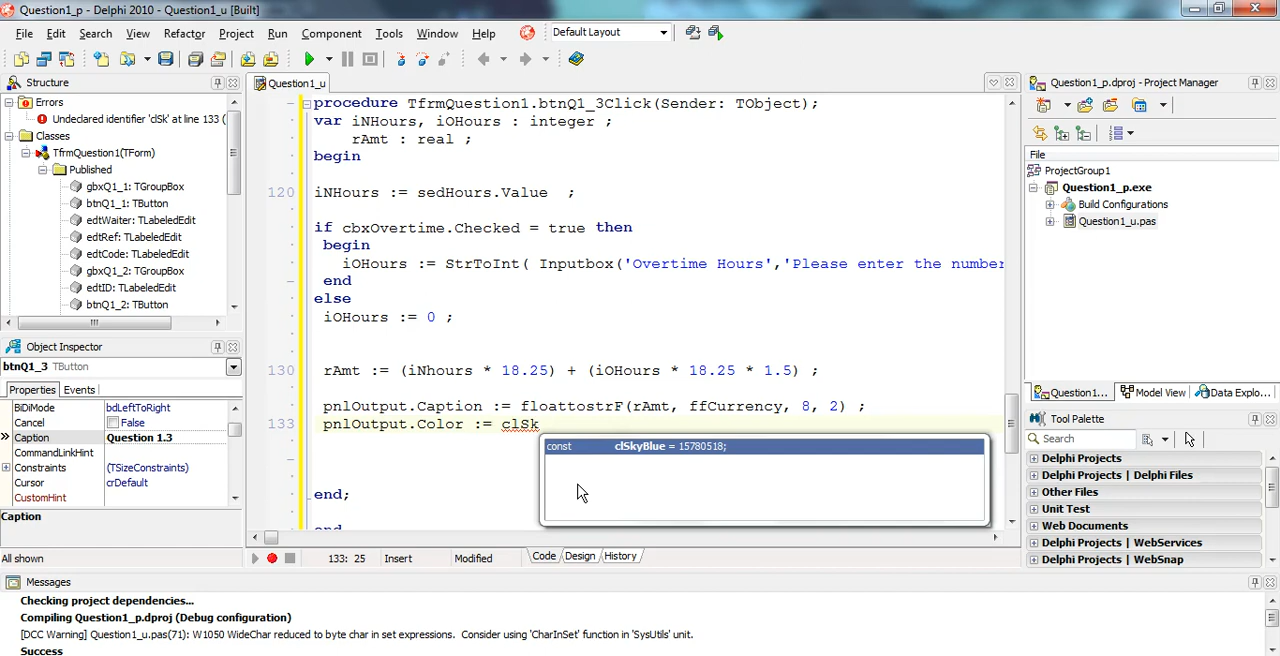 Question1_p - Delphi 2010 - Question1_u [Built]
File Edit Search View Refactor Project Run Component Tools Window Help Default Layout
Structure
Errors
Undeclared identifier 'clSk' at line 133 (
Classes
TfrmQuestion1(TForm)
Published
gbxQ1_1: TGroupBox
btnQ1_1: TButton
edtWaiter: TLabeledEdit
edtRef: TLabeledEdit
edtCode: TLabeledEdit
gbxQ1_2: TGroupBox
edtID: TLabeledEdit
btnQ1_2: TButton
Object Inspector
btnQ1_3 TButton
Properties Events
BiDiMode bdLeftToRight
Cancel False
Caption Question 1.3
CommandLinkHint
Constraints (TSizeConstraints)
Cursor crDefault
CustomHint
Caption
All shown
Question1_u
procedure TfrmQuestion1.btnQ1_3Click(Sender: TObject);
var iNHours, iOHours : integer ;
rAmt : real ;
begin
120 iNHours := sedHours.Value ;
if cbxOvertime.Checked = true then
begin
iOHours := StrToInt( Inputbox('Overtime Hours','Please enter the number
end
else
iOHours := 0 ;
130 rAmt := (iNhours * 18.25) + (iOHours * 18.25 * 1.5) ;
pnlOutput.Caption := floattostrF(rAmt, ffCurrency, 8, 2) ;
133 pnlOutput.Color := clSk
const clSkyBlue = 15780518;
end;
end.
133: 25 Insert Modified Code Design History
Question1_p.dproj - Project Manager
File
ProjectGroup1
Question1_p.exe
Build Configurations
Question1_u.pas
Question1... Model View Data Explo...
Tool Palette
Search
Delphi Projects
Delphi Projects | Delphi Files
Other Files
Unit Test
Web Documents
Delphi Projects | WebServices
Delphi Projects | WebSnap
Messages
Checking project dependencies...
Compiling Question1_p.dproj (Debug configuration)
[DCC Warning] Question1_u.pas(71): W1050 WideChar reduced to byte char in set expressions. Consider using 'CharInSet' function in 'SysUtils' unit.
Success